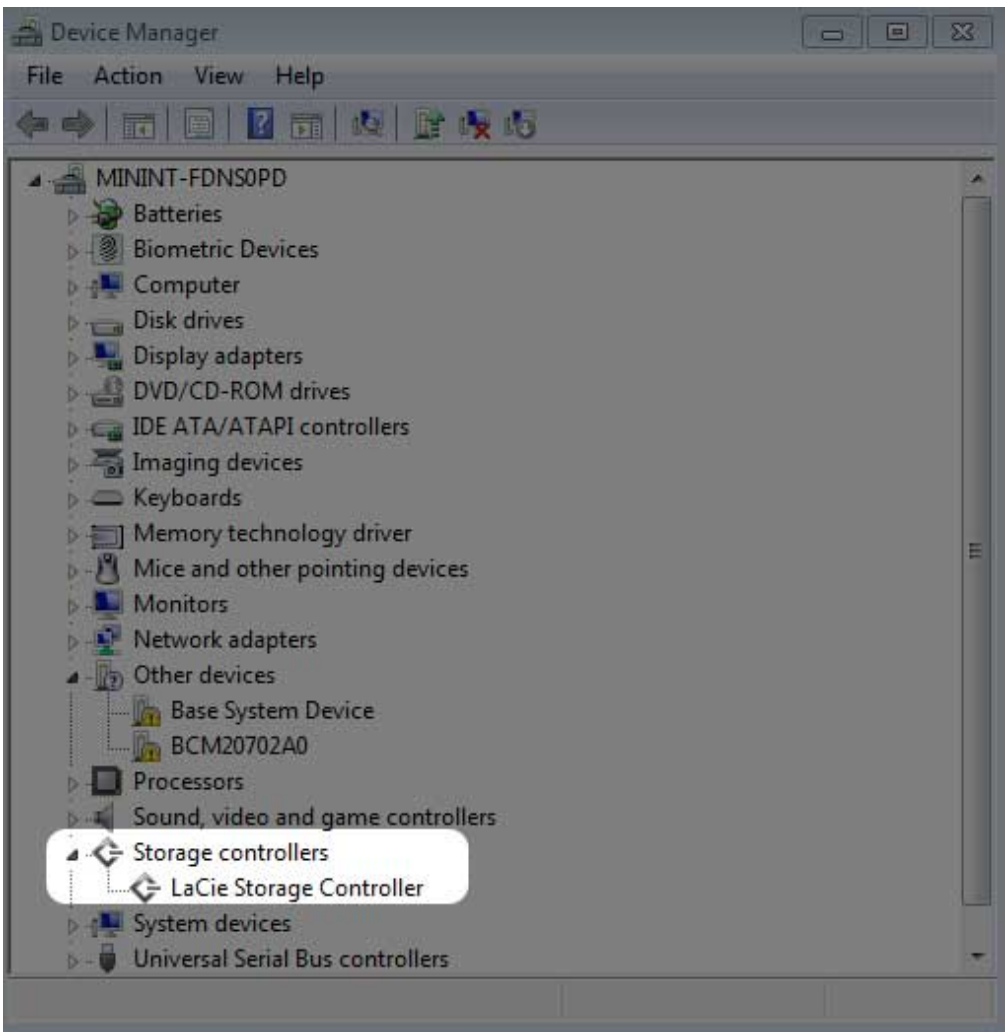 Device Manager
File Action View Help
MININT-FDNS0PD
Batteries
Biometric Devices
Computer
Disk drives
Display adapters
DVD/CD-ROM drives
IDE ATA/ATAPI controllers
Imaging devices
Keyboards
Memory technology driver
Mice and other pointing devices
Monitors
Network adapters
Other devices
Base System Device
BCM20702A0
Processors
Sound, video and game controllers
Storage controllers
LaCie Storage Controller
System devices
Universal Serial Bus controllers